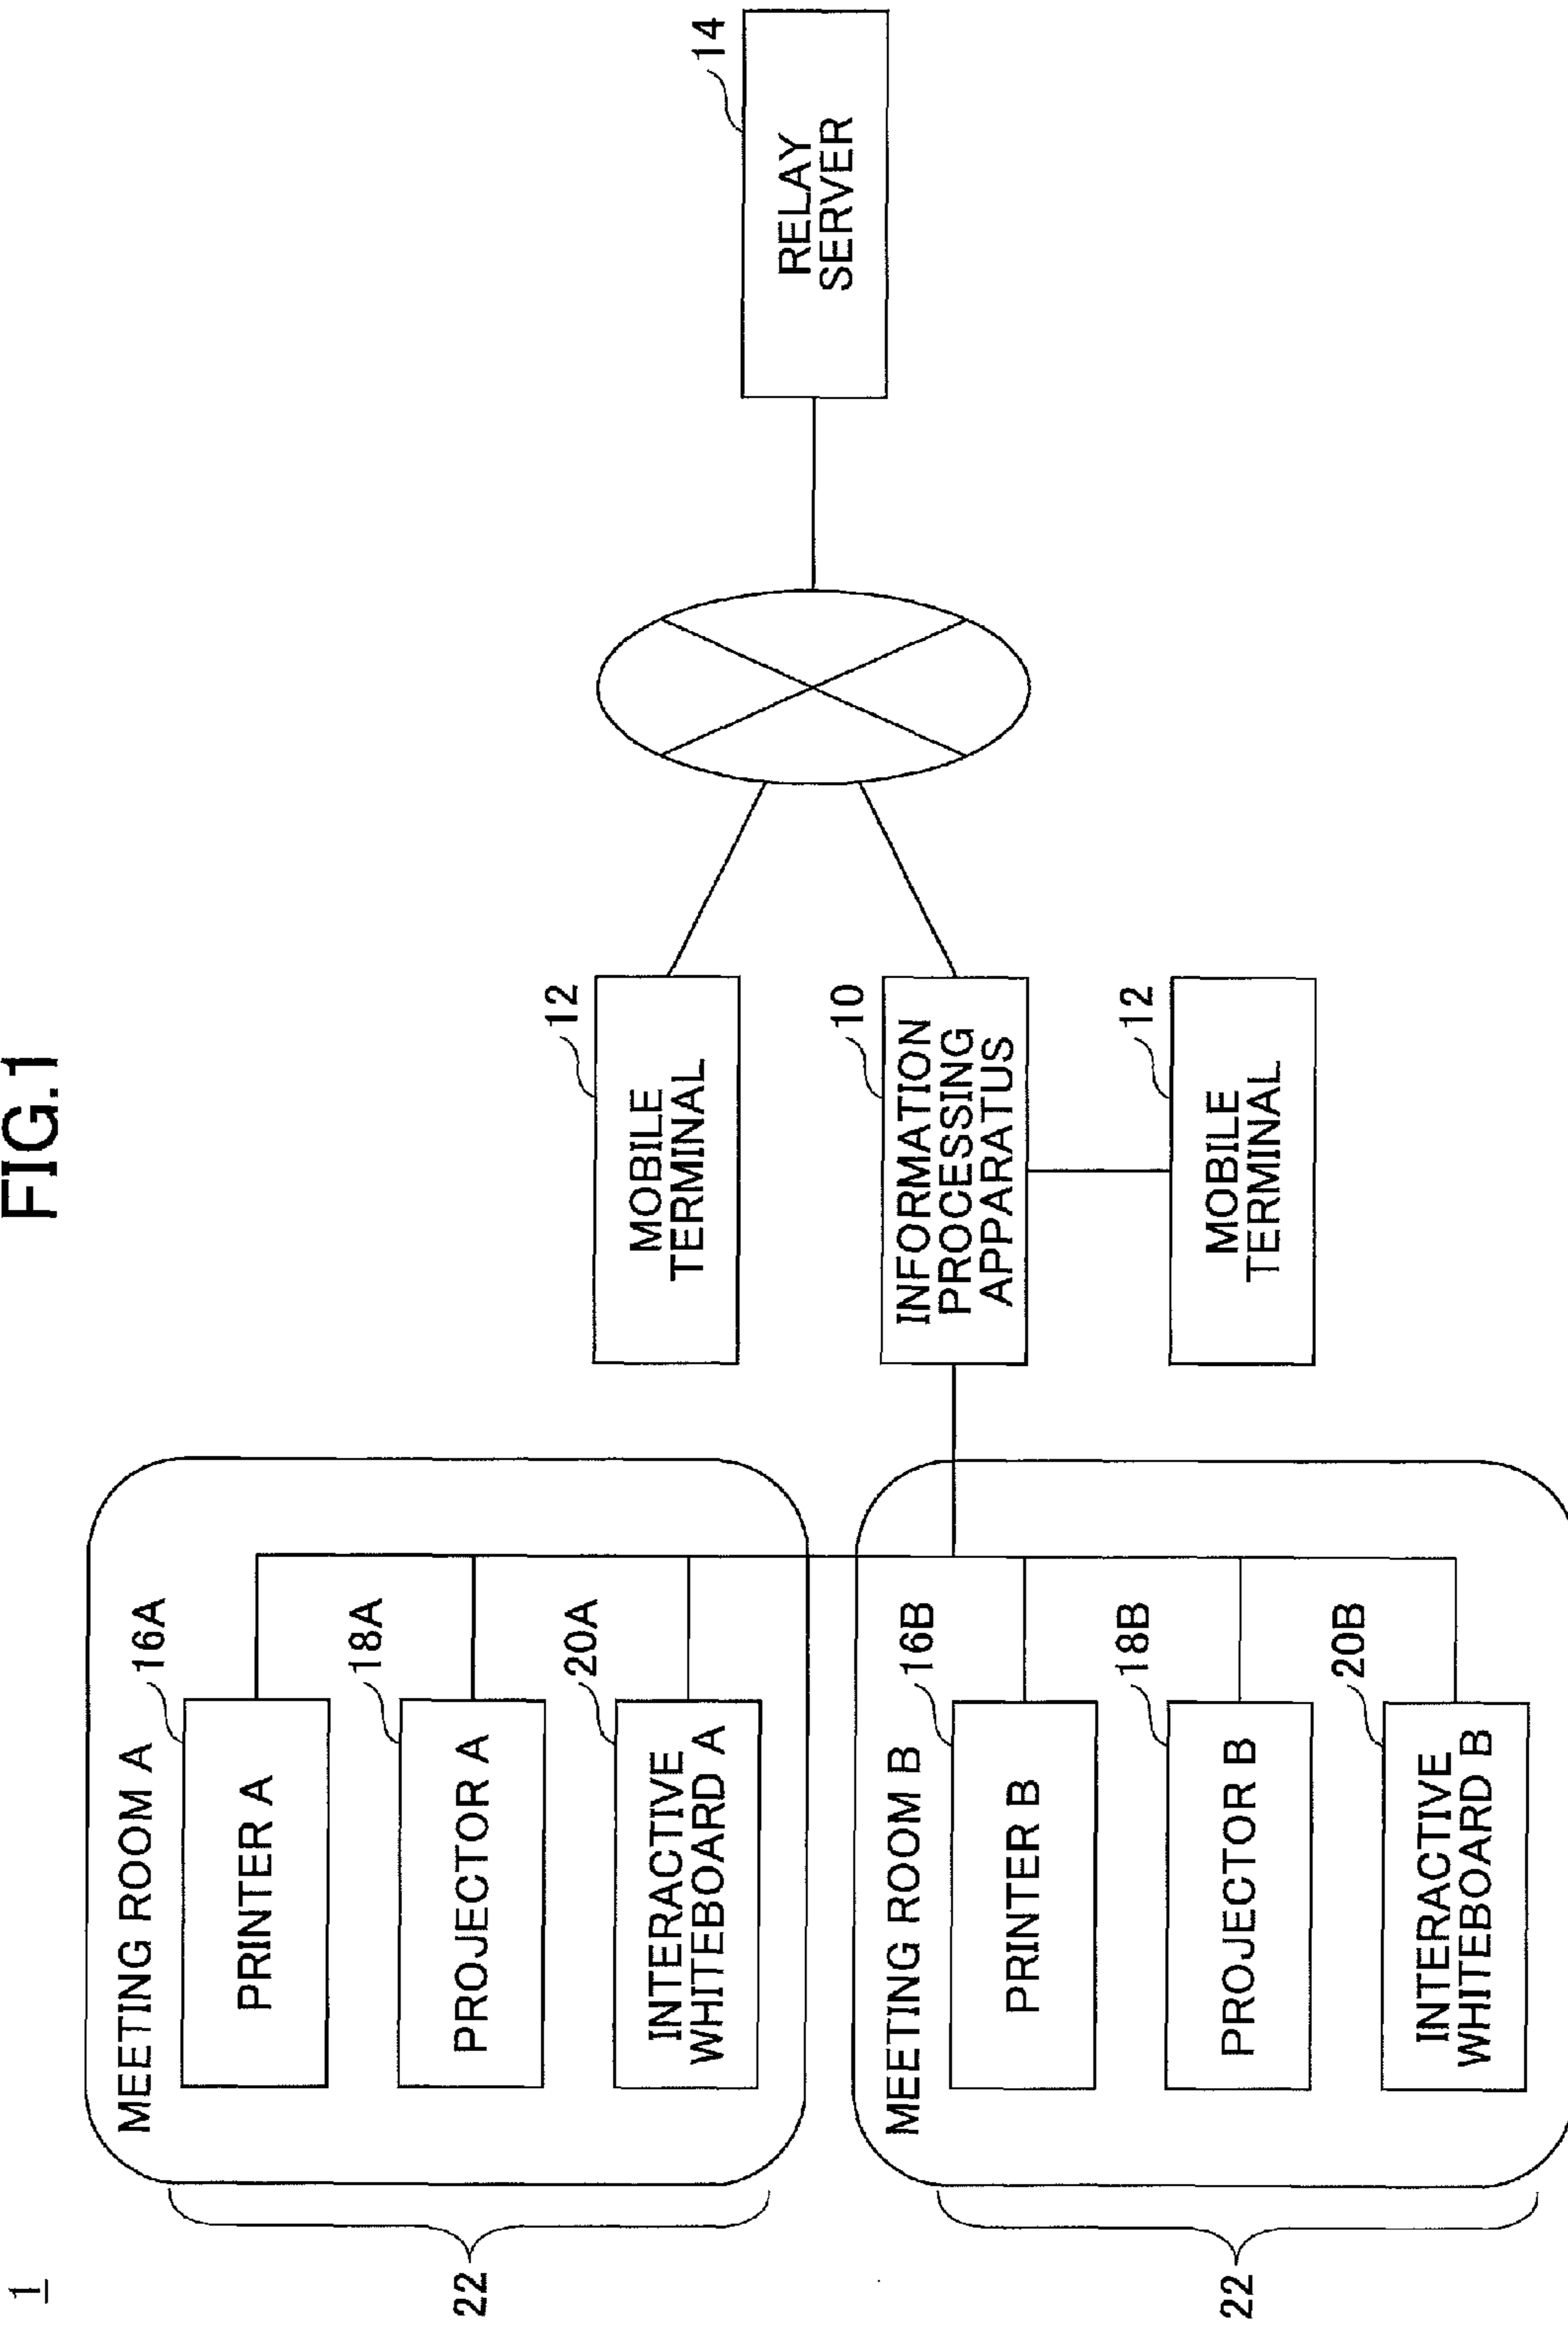 FIG.1
1
MEETING ROOM A
16A
PRINTER A
18A
PROJECTOR A
20A
INTERACTIVE
WHITEBOARD A
22
MEETING ROOM B
16B
PRINTER B
18B
PROJECTOR B
20B
INTERACTIVE
WHITEBOARD B
22
12
MOBILE
TERMINAL
10
INFORMATION
PROCESSING
APPARATUS
12
MOBILE
TERMINAL
14
RELAY
SERVER